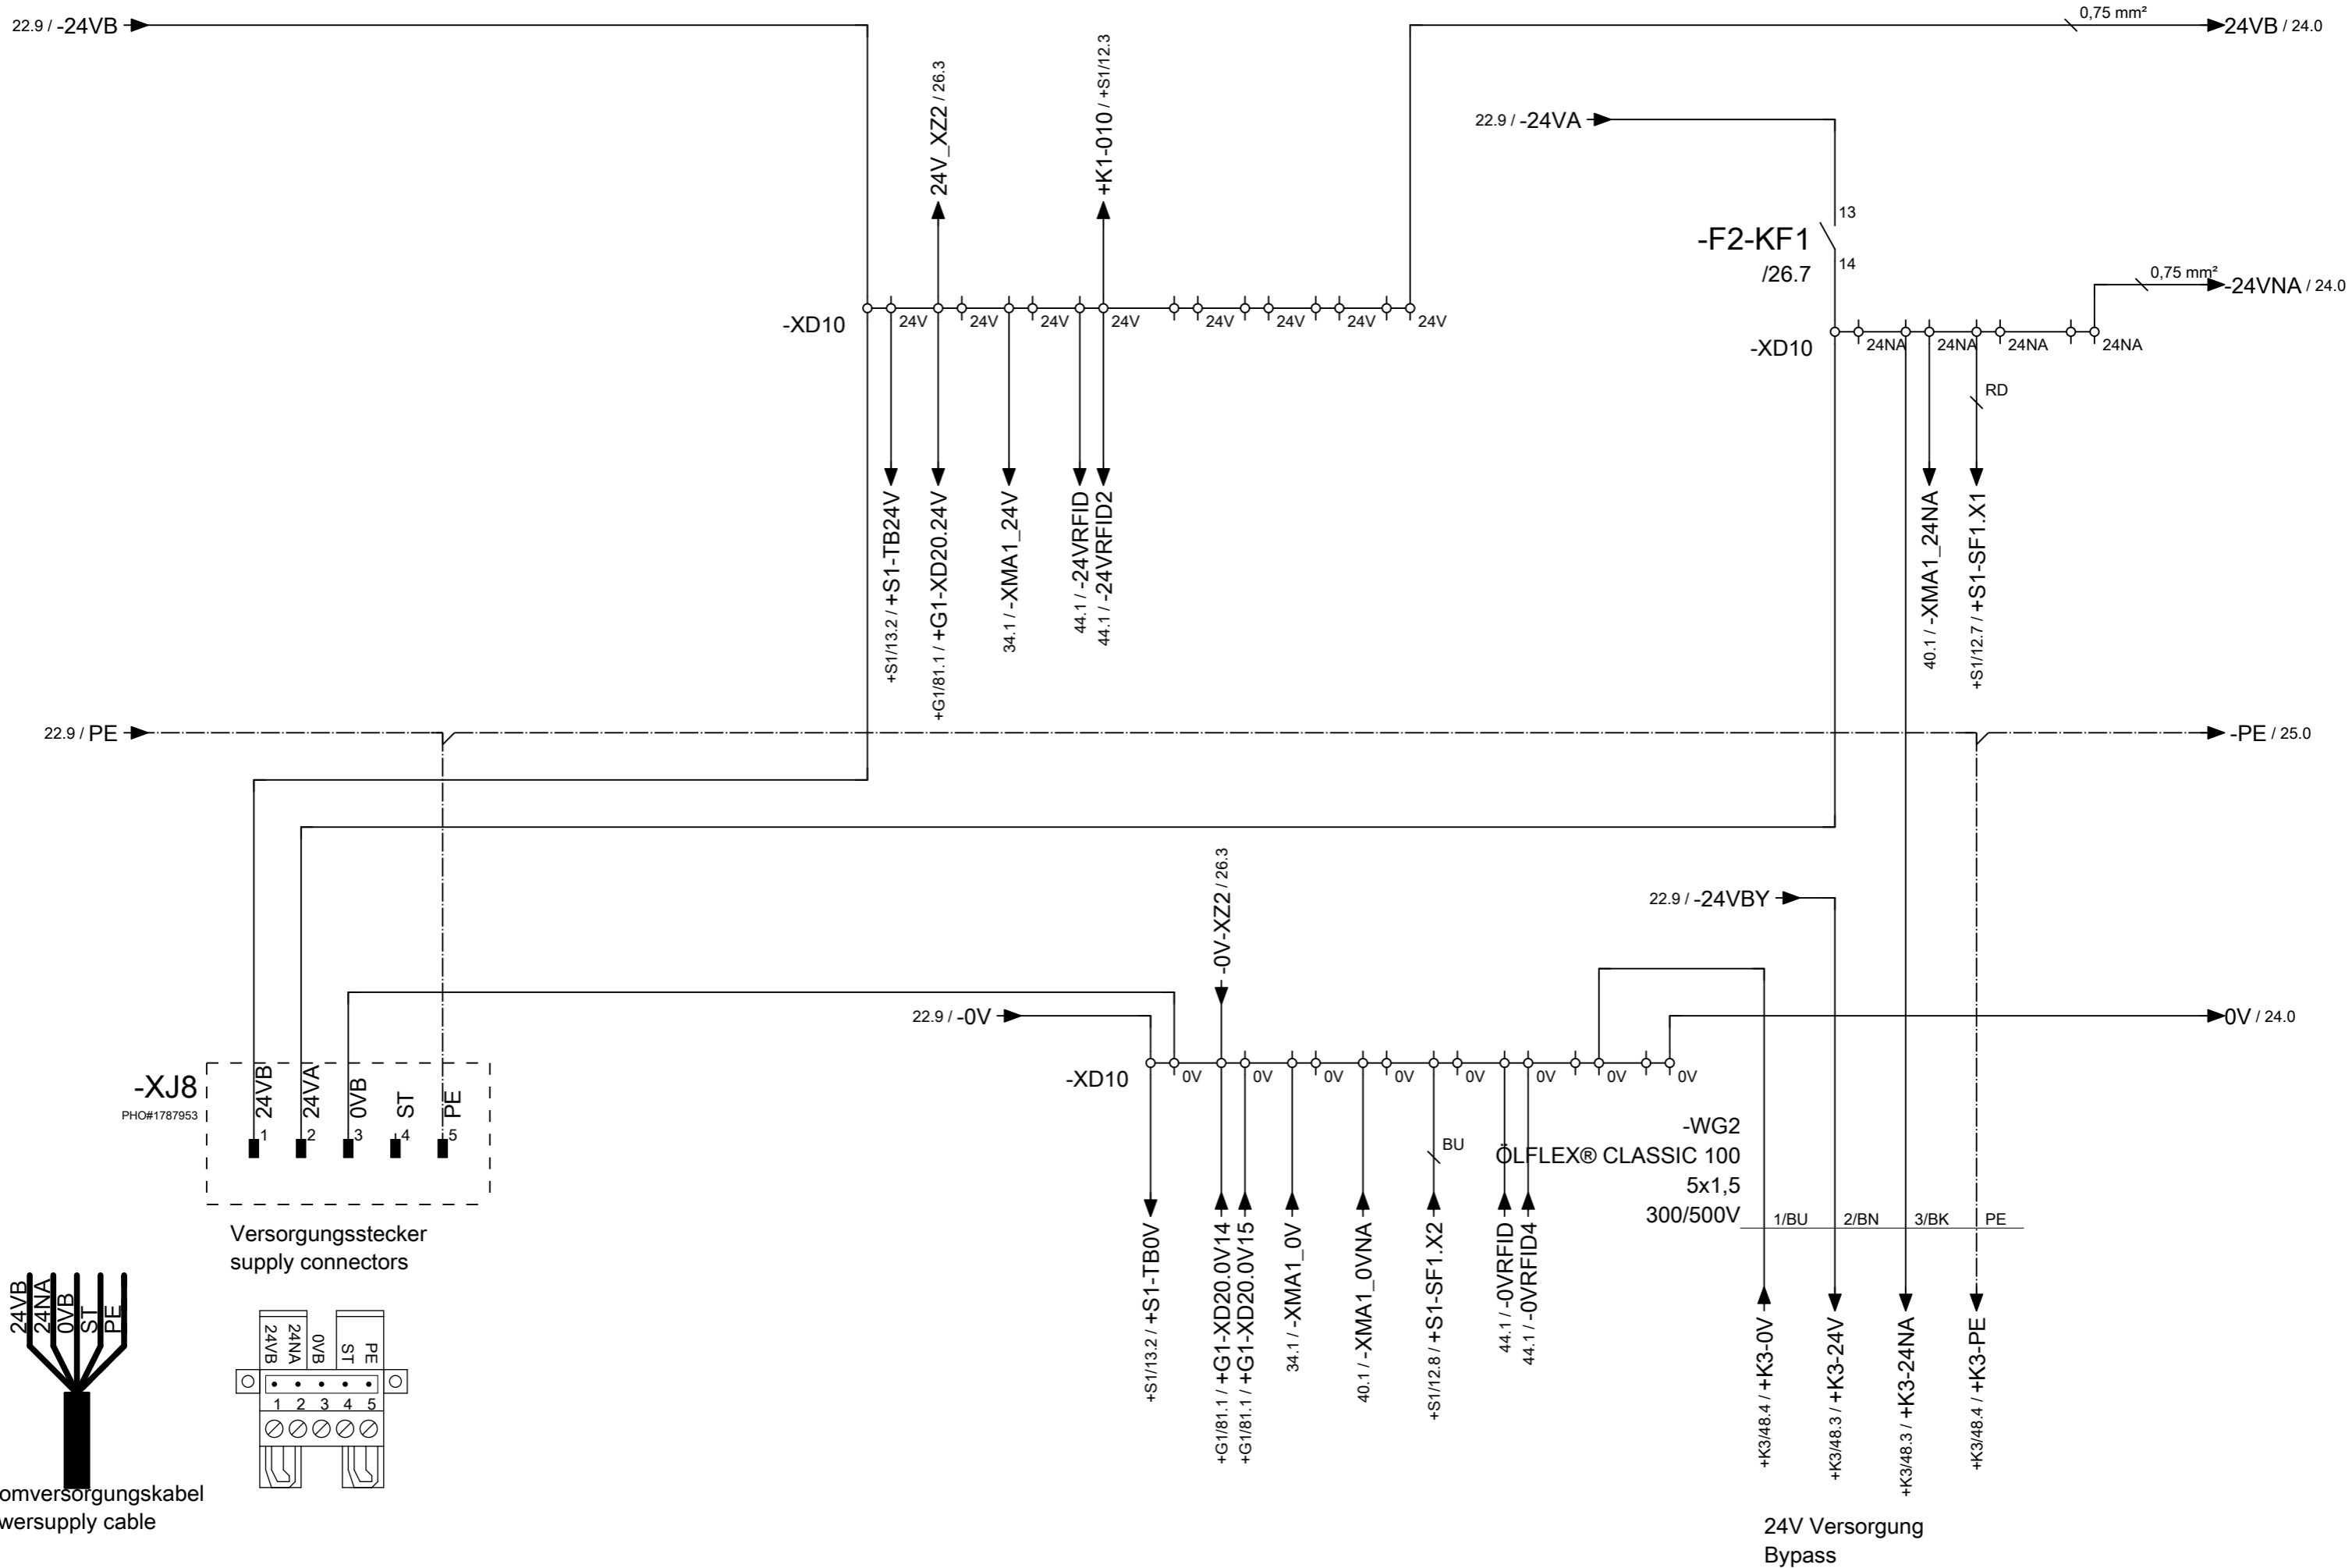 22.9 / -24VB
0,75 mm²
24VB / 24.0
24V_XZ2 / 26.3
+K1-010 / +S1/12.3
22.9 / -24VA
13
-F2-KF1
/26.7
14
0,75 mm²
-24VNA / 24.0
-XD10
24V
24V
24V
24V
24V
24V
24V
24V
-XD10
24NA
24NA
24NA
24NA
RD
+S1/13.2 / +S1-TB24V
+G1/81.1 / +G1-XD20.24V
34.1 / -XMA1_24V
44.1 / -24VRFID
44.1 / -24VRFID2
40.1 / -XMA1_24NA
+S1/12.7 / +S1-SF1.X1
22.9 / PE
-PE / 25.0
-0V-XZ2 / 26.3
22.9 / -24VBY
22.9 / -0V
0V / 24.0
-XD10
0V
0V
0V
0V
0V
0V
0V
0V
-XJ8
PHO#1787953
24VB
24VA
0VB
ST
PE
1
2
3
4
5
Versorgungsstecker
supply connectors
BU
-WG2
ÖLFLEX® CLASSIC 100
5x1,5
300/500V
1/BU
2/BN
3/BK
PE
+S1/13.2 / +S1-TB0V
+G1/81.1 / +G1-XD20.0V14
+G1/81.1 / +G1-XD20.0V15
34.1 / -XMA1_0V
40.1 / -XMA1_0VNA
+S1/12.8 / +S1-SF1.X2
44.1 / -0VRFID
44.1 / -0VRFID4
+K3/48.4 / +K3-0V
+K3/48.3 / +K3-24V
+K3/48.3 / +K3-24NA
+K3/48.4 / +K3-PE
24VB
24NA
0VB
ST
PE
24VB
24NA
0VB
ST
PE
1
2
3
4
5
omversorgungskabel
wersupply cable
24V Versorgung
Bypass